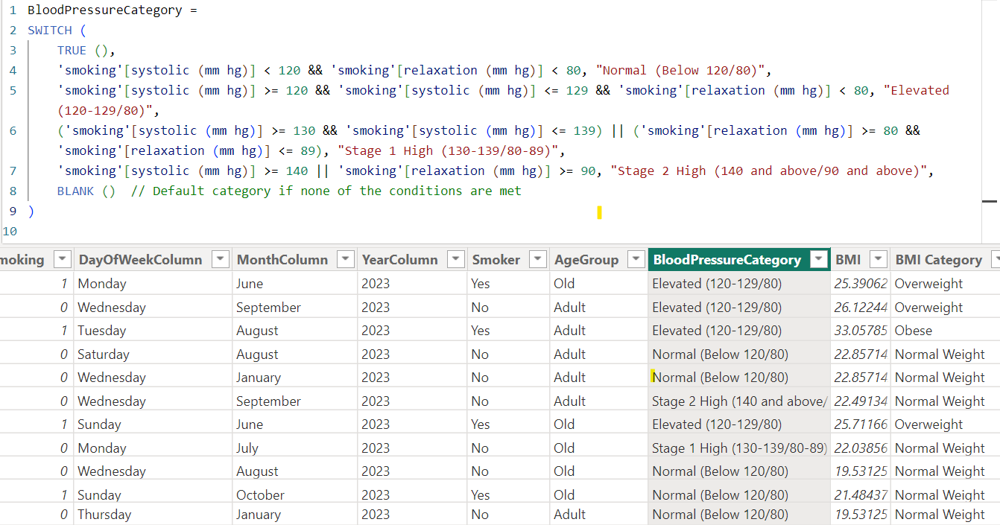 1 BloodPressureCategory =
2 SWITCH (
3 TRUE (),
4 'smoking'[systolic (mm hg)] < 120 && 'smoking'[relaxation (mm hg)] < 80, "Normal (Below 120/80)",
5 'smoking'[systolic (mm hg)] >= 120 && 'smoking'[systolic (mm hg)] <= 129 && 'smoking'[relaxation (mm hg)] < 80, "Elevated
(120-129/80)",
6 ('smoking'[systolic (mm hg)] >= 130 && 'smoking'[systolic (mm hg)] <= 139) || ('smoking'[relaxation (mm hg)] >= 80 &&
'smoking'[relaxation (mm hg)] <= 89), "Stage 1 High (130-139/80-89)",
7 'smoking'[systolic (mm hg)] >= 140 || 'smoking'[relaxation (mm hg)] >= 90, "Stage 2 High (140 and above/90 and above)",
8 BLANK () // Default category if none of the conditions are met
9 )
10
moking DayOfWeekColumn MonthColumn YearColumn Smoker AgeGroup BloodPressureCategory BMI BMI Category
1 Monday June 2023 Yes Old Elevated (120-129/80) 25.39062 Overweight
0 Wednesday September 2023 No Adult Elevated (120-129/80) 26.12244 Overweight
1 Tuesday August 2023 Yes Adult Elevated (120-129/80) 33.05785 Obese
0 Saturday August 2023 No Adult Normal (Below 120/80) 22.85714 Normal Weight
0 Wednesday January 2023 No Adult Normal (Below 120/80) 22.85714 Normal Weight
0 Wednesday September 2023 No Adult Stage 2 High (140 and above/ 22.49134 Normal Weight
1 Sunday June 2023 Yes Old Elevated (120-129/80) 25.71166 Overweight
0 Monday July 2023 No Old Stage 1 High (130-139/80-89) 22.03856 Normal Weight
0 Wednesday August 2023 No Old Normal (Below 120/80) 19.53125 Normal Weight
1 Sunday October 2023 Yes Old Normal (Below 120/80) 21.48437 Normal Weight
0 Thursday January 2023 No Adult Normal (Below 120/80) 19.53125 Normal Weight